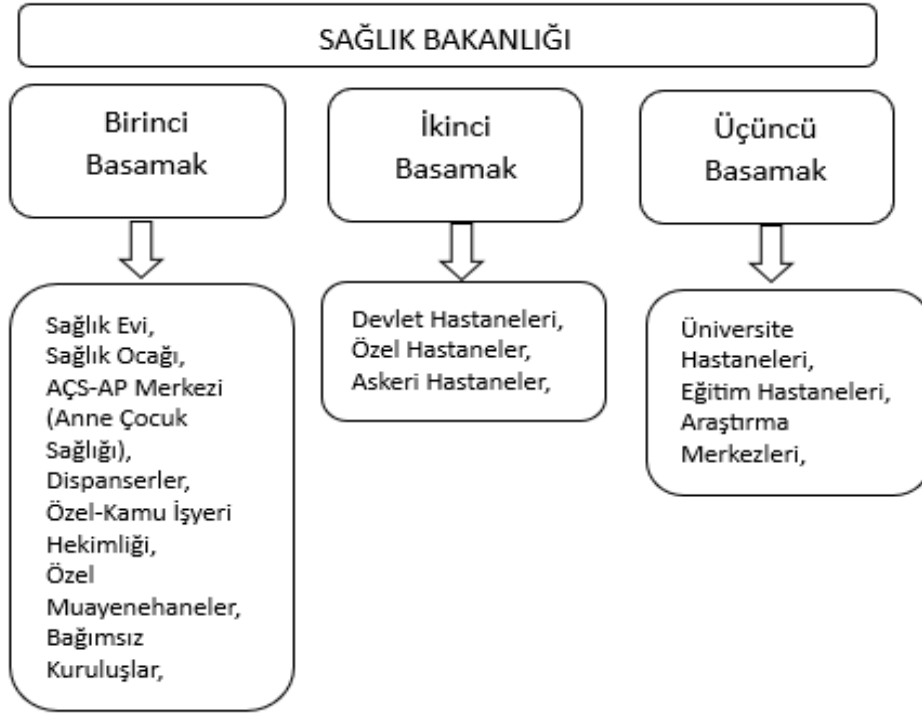 SAĞLIK BAKANLIĞI
Birinci
Basamak
İkinci
Basamak
Üçüncü
Basamak
Sağlık Evi,
Sağlık Ocağı,
AÇS-AP Merkezi
(Anne Çocuk
Sağlığı),
Dispanserler,
Özel-Kamu İşyeri
Hekimliği,
Özel
Muayenehaneler,
Bağımsız
Kuruluşlar,
Devlet Hastaneleri,
Özel Hastaneler,
Askeri Hastaneler,
Üniversite
Hastaneleri,
Eğitim Hastaneleri,
Araştırma
Merkezleri,